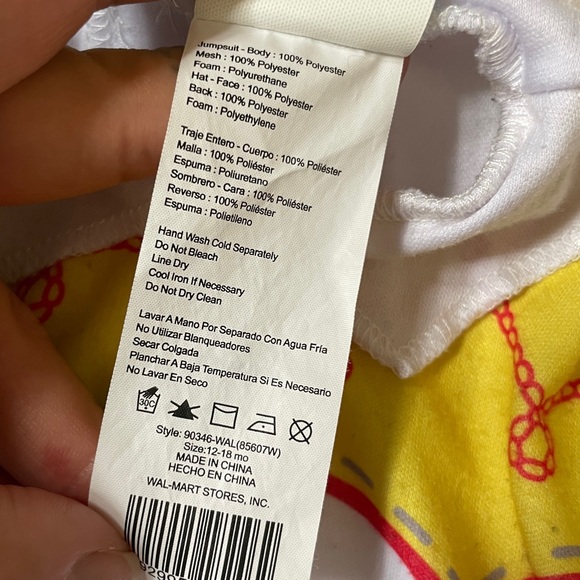 Jumpsuit - Body : 100% Polyester
Mesh : 100% Polyester
Foam : Polyurethane
Hat - Face : 100% Polyester
Back : 100% Polyester
Foam : Polyethylene
Traje Entero - Cuerpo : 100% Poliéster
Malla : 100% Poliéster
Espuma : Poliuretano
Sombrero - Cara : 100% Poliéster
Reverso : 100% Poliéster
Espuma : Polietileno
Hand Wash Cold Separately
Do Not Bleach
Line Dry
Cool Iron If Necessary
Do Not Dry Clean
Lavar A Mano Por Separado Con Agua Fría
No Utilizar Blanqueadores
Secar Colgada
Planchar A Baja Temperatura Si Es Necesario
No Lavar En Seco
30C
Style: 90346-WAL(85607W)
Size:12-18 mo
MADE IN CHINA
HECHO EN CHINA
WAL-MART STORES, INC.